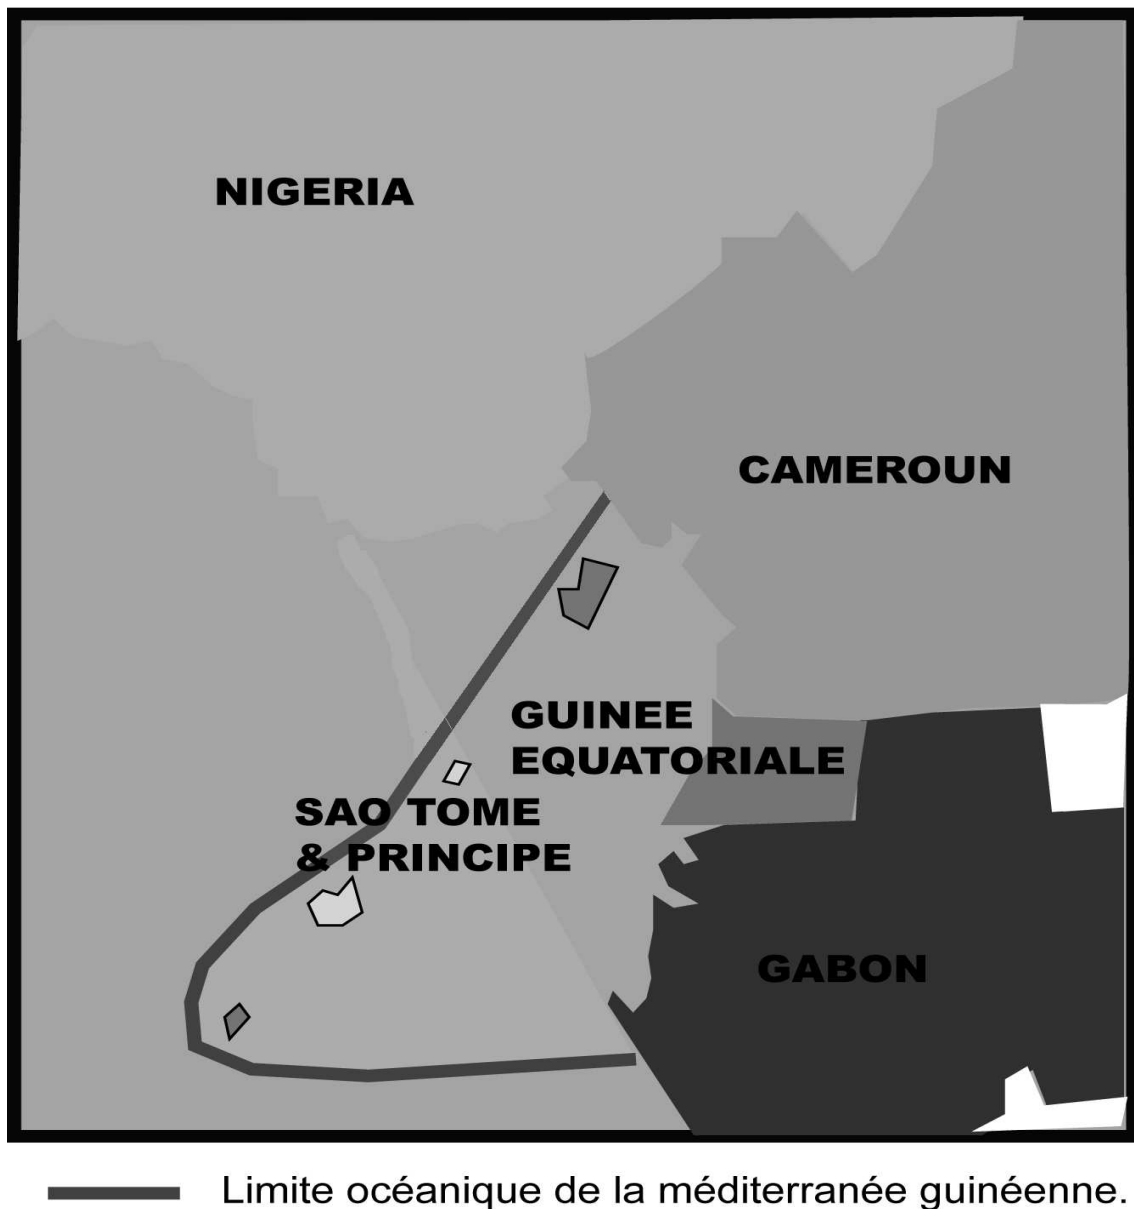 NIGERIA
CAMEROUN
GUINEE
EQUATORIALE
SAO TOME
& PRINCIPE
GABON
Limite océanique de la méditerranée guinéenne.